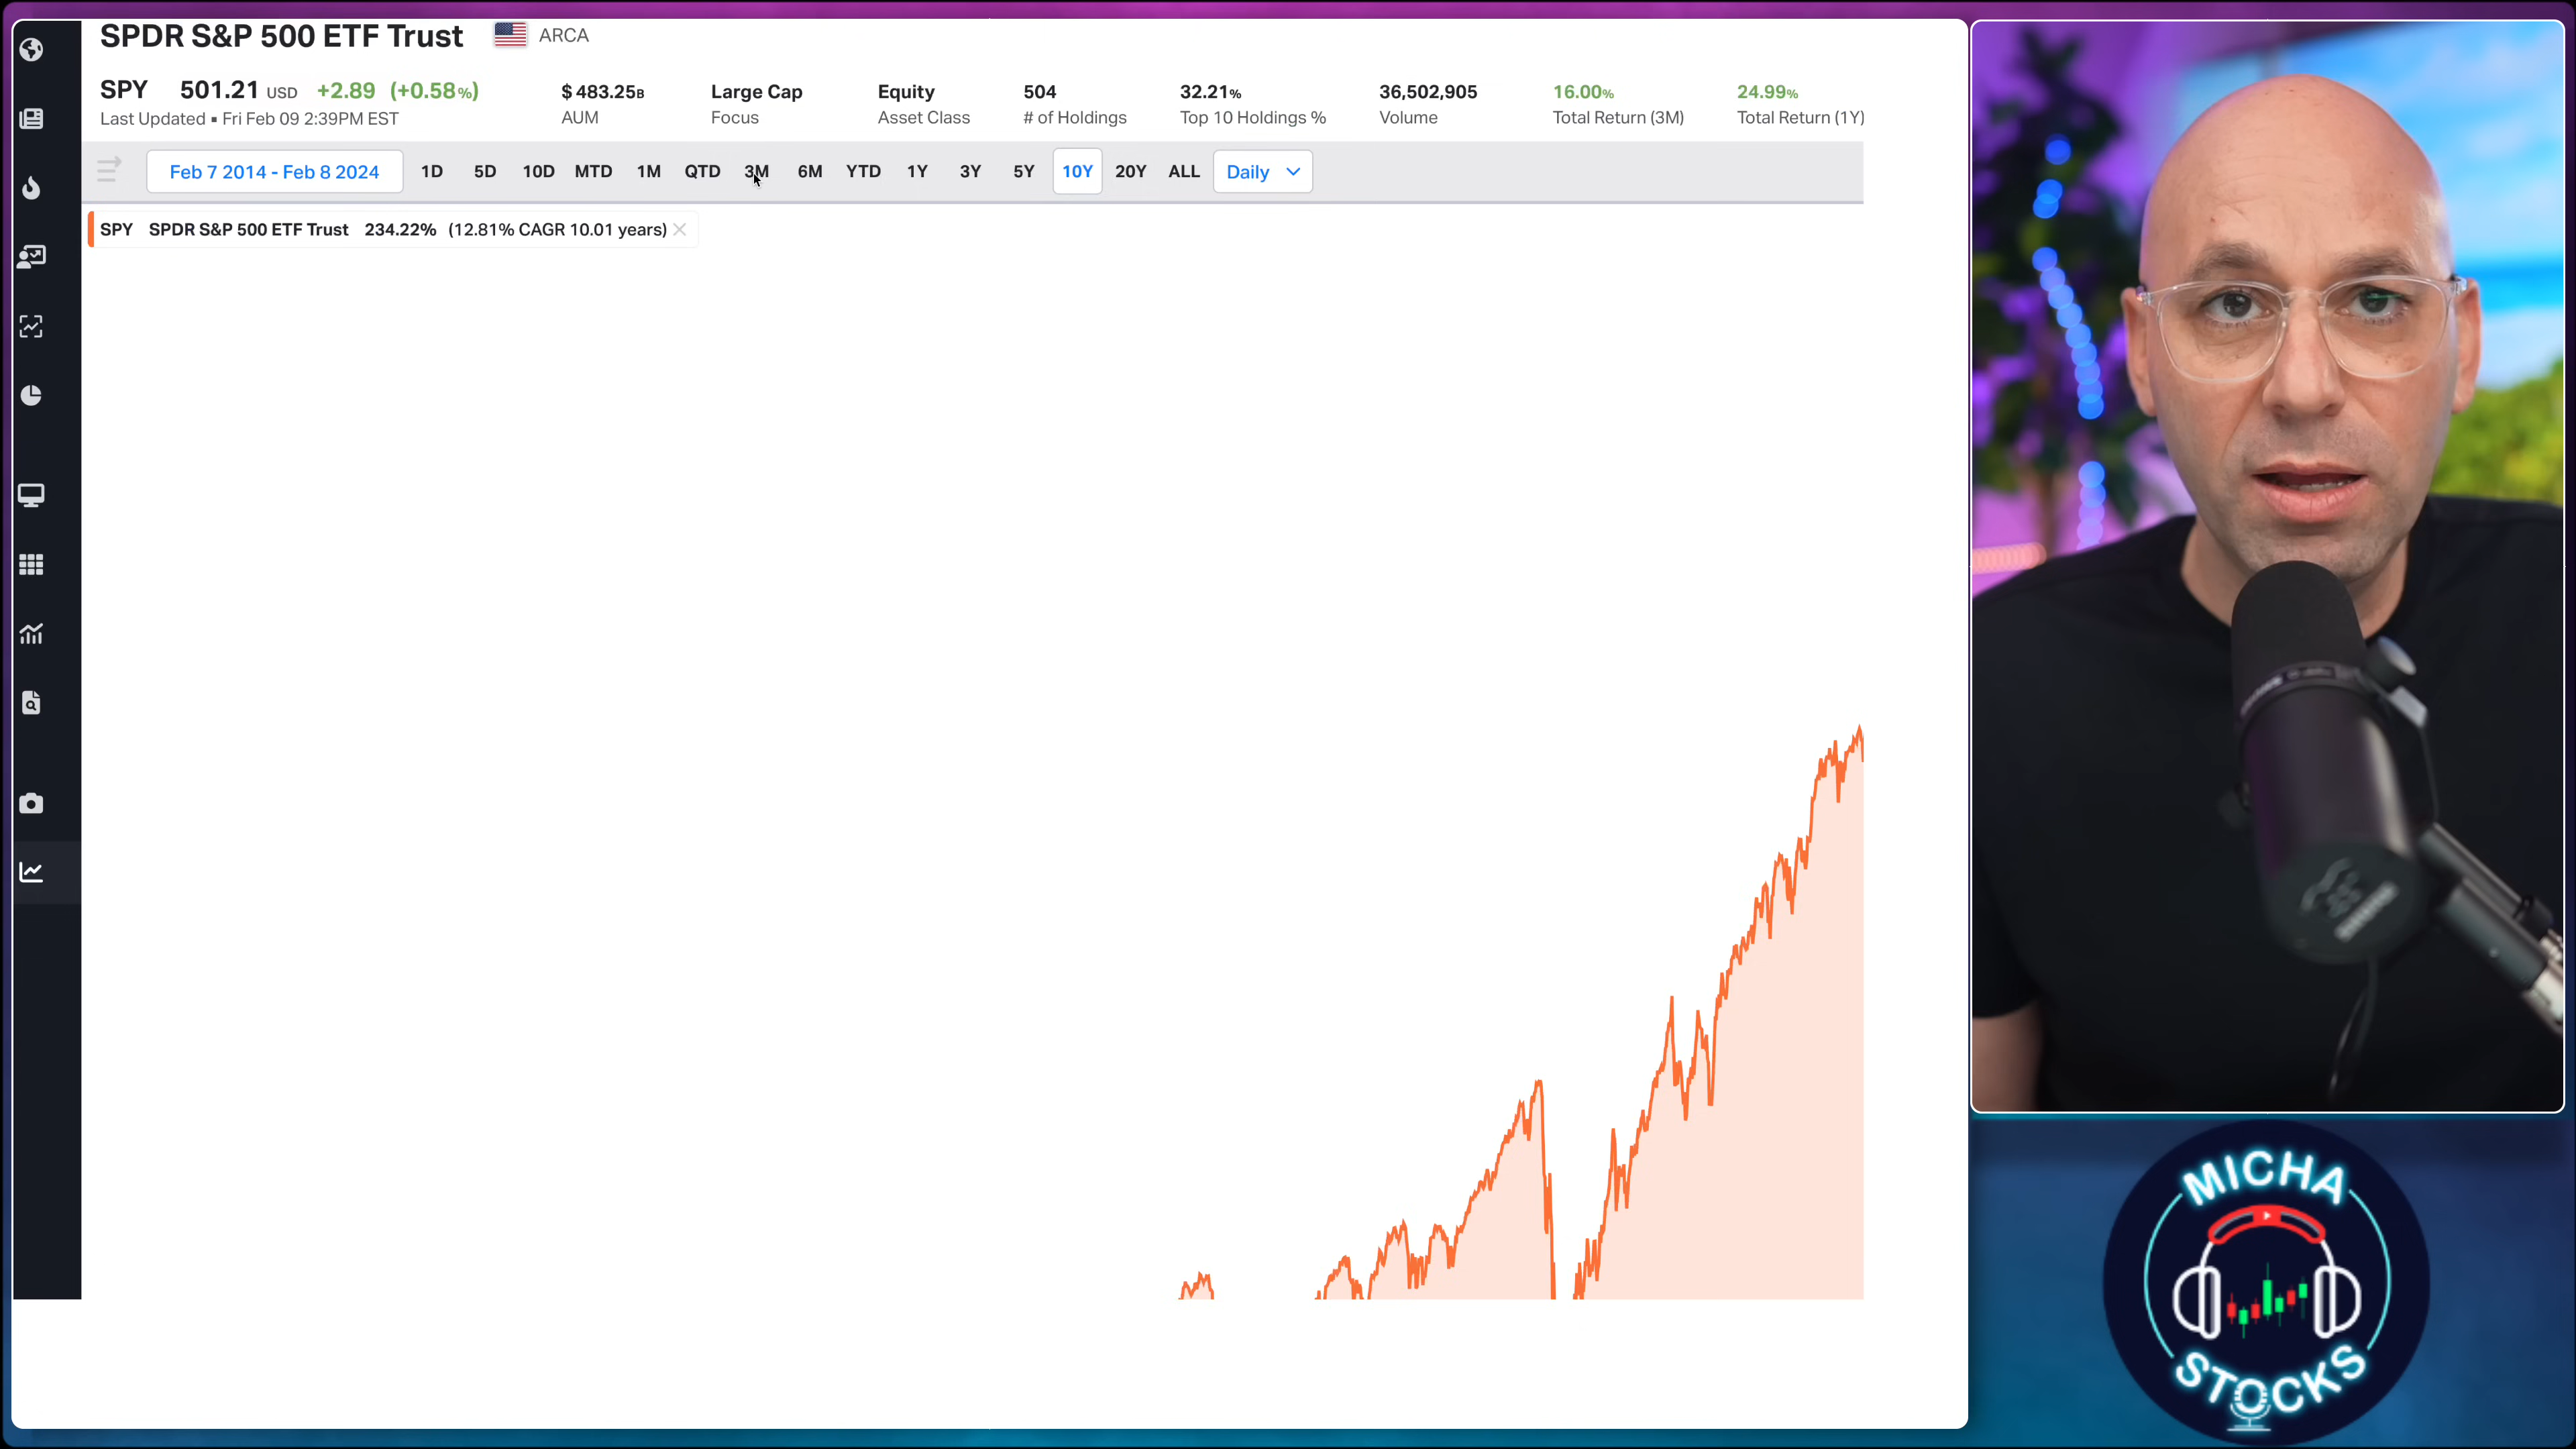 SPDR S&P 500 ETF Trust ARCA
SPY 501.21 USD +2.89 (+0.58%)
Last Updated ▪ Fri Feb 09 2:39PM EST
$ 483.25B
AUM
Large Cap
Focus
Equity
Asset Class
504
# of Holdings
32.21%
Top 10 Holdings %
36,502,905
Volume
16.00%
Total Return (3M)
24.99%
Total Return (1Y)
Feb 7 2014 - Feb 8 2024 1D 5D 10D MTD 1M QTD 3M 6M YTD 1Y 3Y 5Y 10Y 20Y ALL Daily
SPY SPDR S&P 500 ETF Trust 234.22% (12.81% CAGR 10.01 years)
MICHA
STOCKS